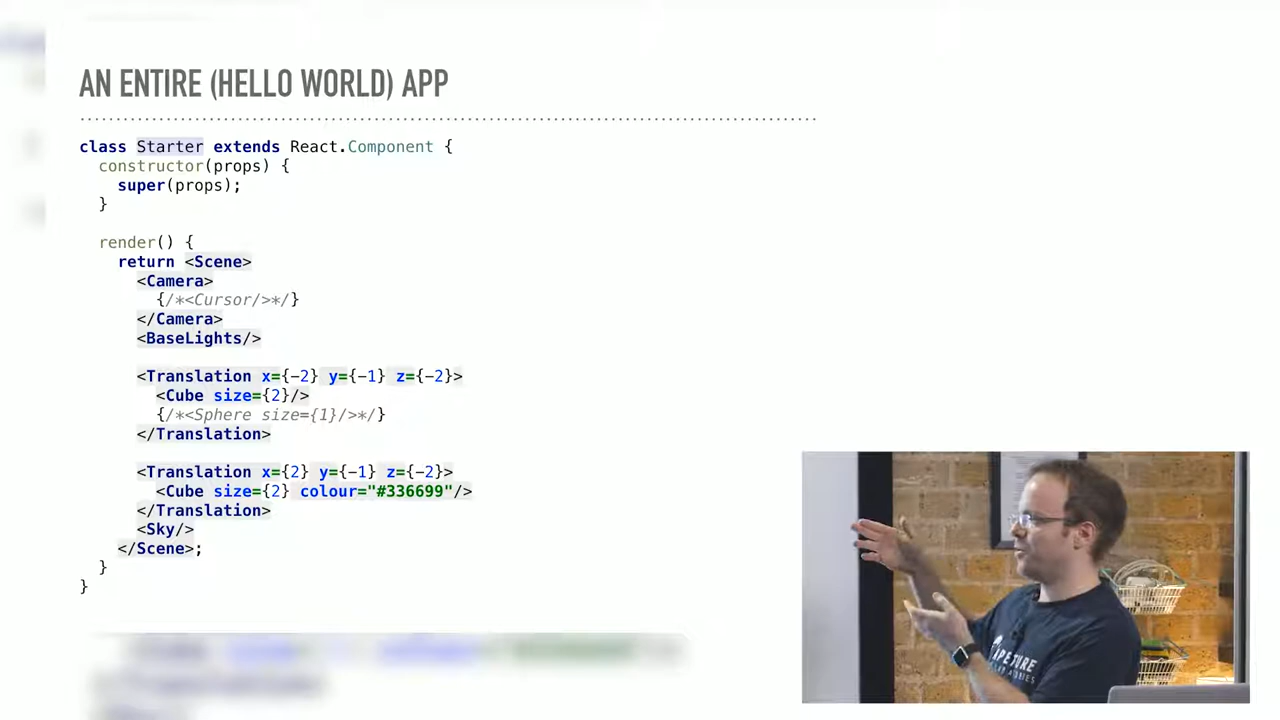 AN ENTIRE (HELLO WORLD) APP
class Starter extends React.Component {
constructor(props) {
super(props);
}
render() {
return <Scene>
<Camera>
{/*<Cursor/>*/}
</Camera>
<BaseLights/>
<Translation x={-2} y={-1} z={-2}>
<Cube size={2}/>
{/*<Sphere size={1}/>*/}
</Translation>
<Translation x={2} y={-1} z={-2}>
<Cube size={2} colour="#336699"/>
</Translation>
<Sky/>
</Scene>;
}
}